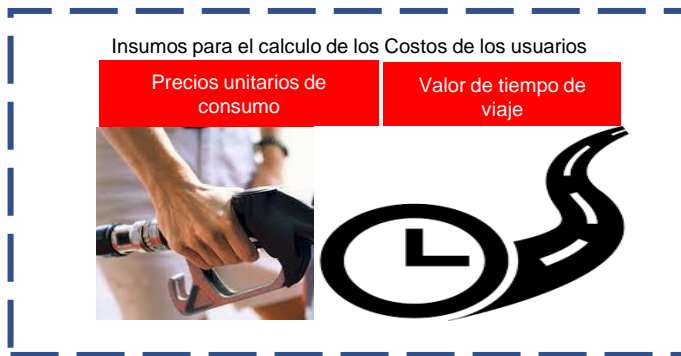 Insumos para el calculo de los Costos de los usuarios
Precios unitarios de
consumo
Valor de tiempo de
viaje